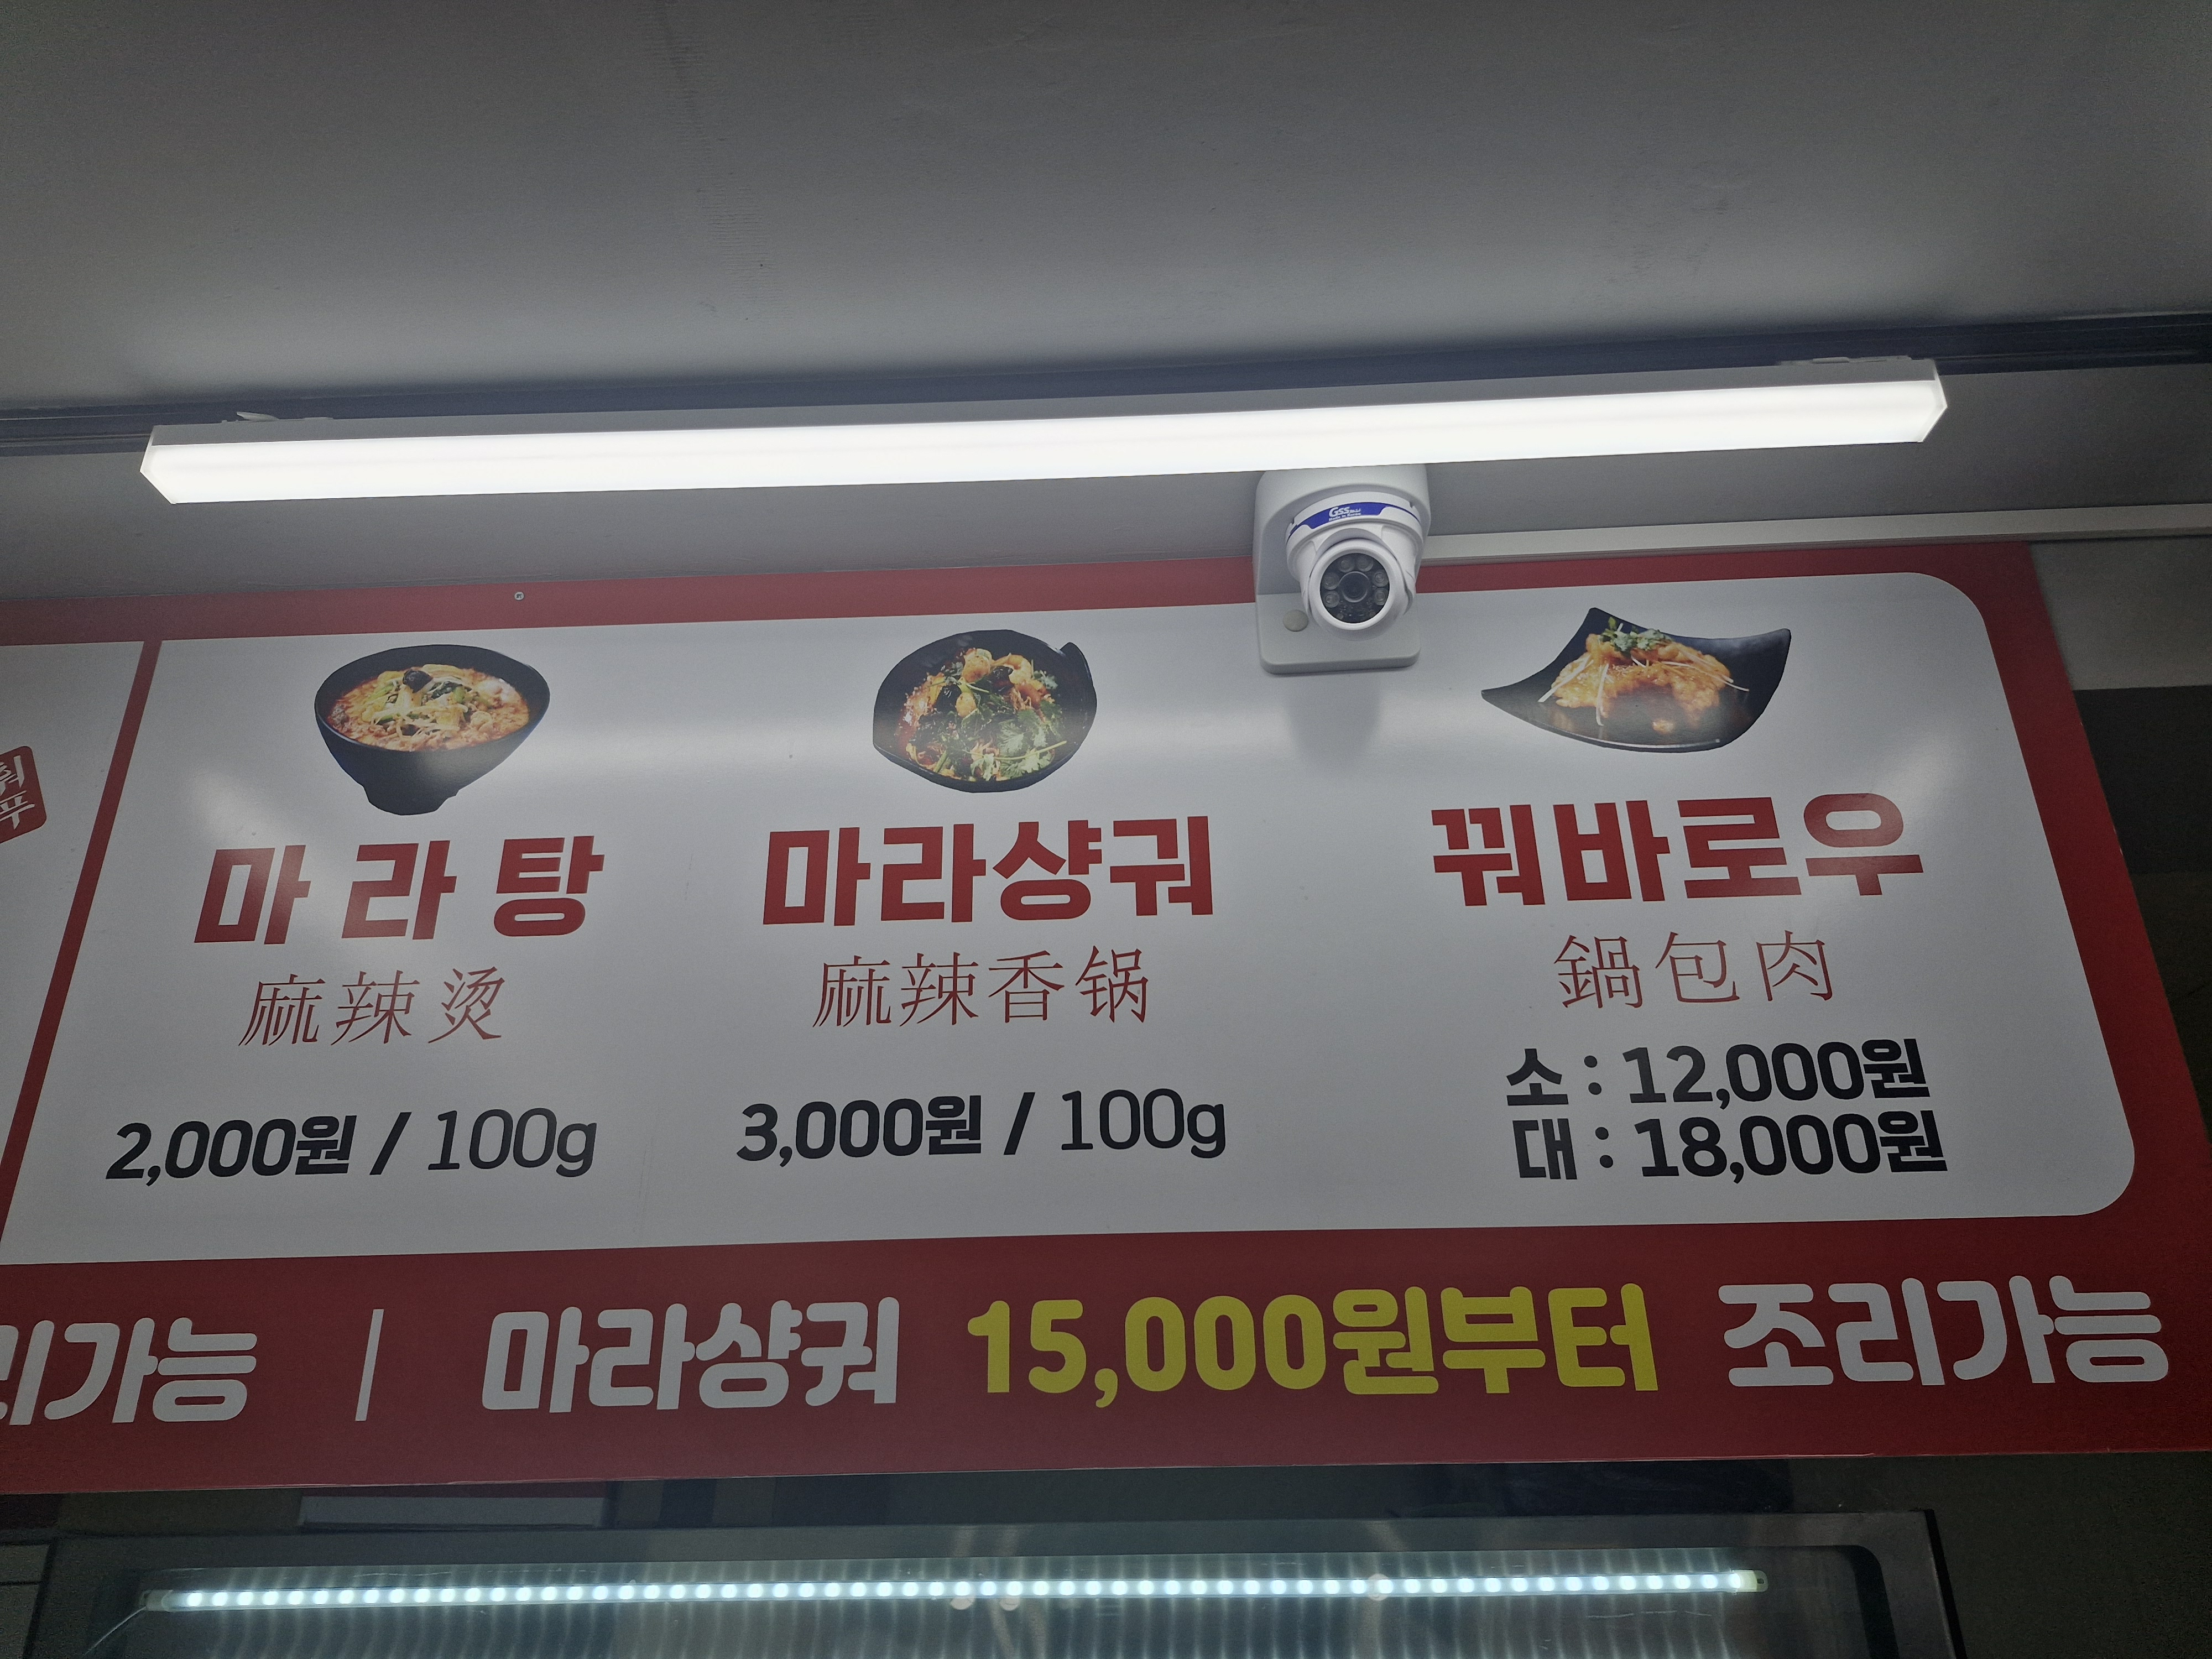 GSS
마라탕
麻辣烫
2,000원 / 100g
마라샹궈
麻辣香锅
3,000원 / 100g
꿔바로우
鍋包肉
소 : 12,000원
대 : 18,000원
리가능 | 마라샹궈 15,000원부터 조리가능